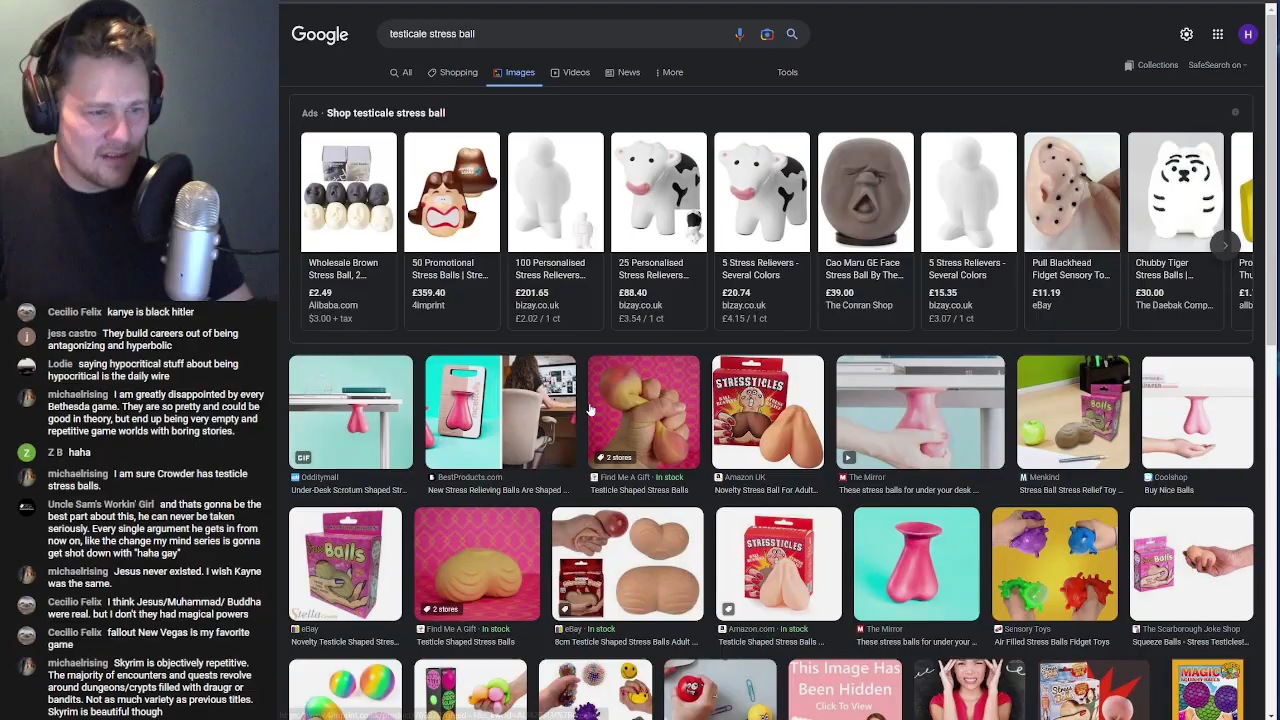 Google
testicale stress ball
H
All
Shopping
Images
Videos
News
More
Tools
Collections
SafeSearch on
Ads · Shop testicale stress ball
Wholesale Brown
Stress Ball, 2...
£2.49
Alibaba.com
$3.00 + tax
50 Promotional
Stress Balls | Stre...
£359.40
4imprint
100 Personalised
Stress Relievers...
£201.65
bizay.co.uk
£2.02 / 1 ct
25 Personalised
Stress Relievers...
£88.40
bizay.co.uk
£3.54 / 1 ct
5 Stress Relievers -
Several Colors
£20.74
bizay.co.uk
£4.15 / 1 ct
Cao Maru GE Face
Stress Ball By The...
£39.00
The Conran Shop
5 Stress Relievers -
Several Colors
£15.35
bizay.co.uk
£3.07 / 1 ct
Pull Blackhead
Fidget Sensory To...
£11.19
eBay
Chubby Tiger
Stress Balls |...
£30.00
The Daebak Comp...
Cecilio Felix kanye is black hitler
jess castro They build careers out of being
antagonizing and hyperbolic
Lodie saying hypocritical stuff about being
hypocritical is the daily wire
michaelrising I am greatly disappointed by every
Bethesda game. They are so pretty and could be
good in theory, but end up being very empty and
repetitive game worlds with boring stories.
Z
Z B haha
michaelrising I am sure Crowder has testicle
stress balls.
Uncle Sam's Workin' Girl and thats gonna be the
best part about this, he can never be taken
seriously. Every single argument he gets in from
now on, like the change my mind series is gonna
get shot down with "haha gay"
michaelrising Jesus never existed. I wish Kayne
was the same.
Cecilio Felix I think Jesus/Muhammad/ Buddha
were real. but I don't they had magical powers
Cecilio Felix fallout New Vegas is my favorite
game
michaelrising Skyrim is objectively repetitive.
The majority of encounters and quests revolve
around dungeons/crypts filled with draugr or
bandits. Not as much variety as previous titles.
Skyrim is beautiful though
GIF
Odditymall
Under-Desk Scrotum Shaped Str...
BestProducts.com
New Stress Relieving Balls Are Shaped ...
2 stores
Find Me A Gift · In stock
Testicle Shaped Stress Balls
STRESSTICLES
Amazon UK
Novelty Stress Ball For Adult...
The Mirror
These stress balls for under your desk ...
Balls
Menkind
Stress Ball Stress Relief Toy ...
Coolshop
Buy Nice Balls
Balls
eBay
Novelty Testicle Shaped Stres...
2 stores
Find Me A Gift · In stock
Testicle Shaped Stress Balls
eBay · In stock
8cm Testicle Shaped Stress Balls Adult ...
STRESSTICLES
Amazon.com · In stock
Testicle Shaped Stress Balls ...
The Mirror
These stress balls for under your ...
Sensory Toys
Air Filled Stress Balls Fidget Toys
Balls
The Scarborough Joke Shop
Squeeze Balls - Stress Testicles!...
This Image Has
Been Hidden
Click To View
MAGIC